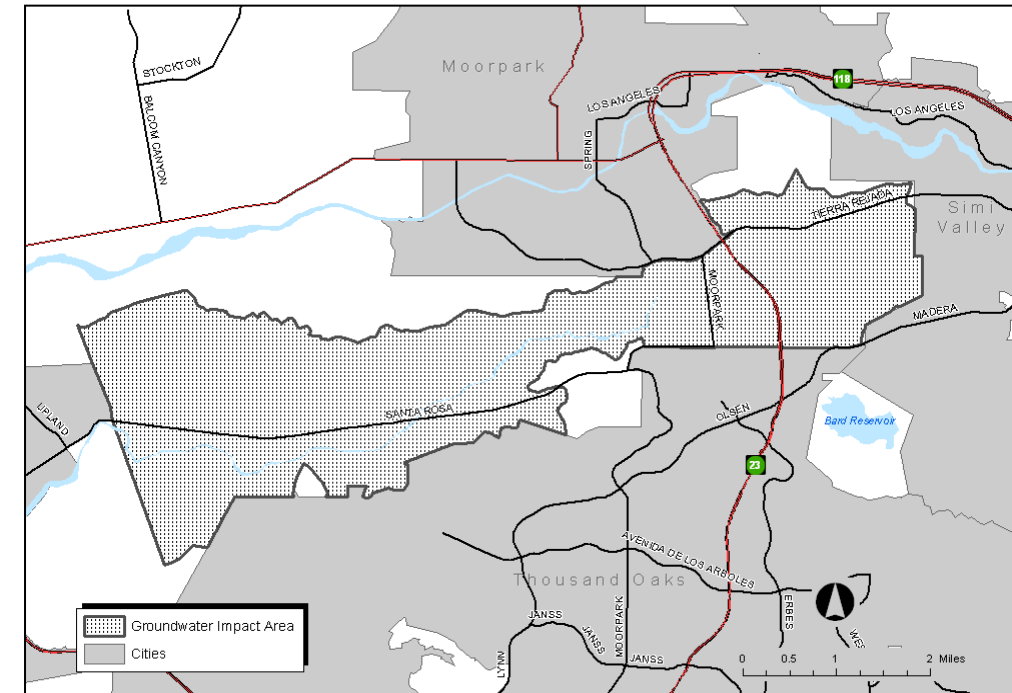 STOCKTON
BALCOM CANYON
Moorpark
LOS ANGELES
118
LOS ANGELES
SPRING
TIERRA REJADA
Simi
Valley
MOORPARK
MADERA
UPLAND
SANTA ROSA
OLSEN
Bard Reservoir
23
AVENIDA DE LOS ARBOLES
Thousand Oaks
ERBES
JANSS
JANSS
JANSS
MOORPARK
LYNN
Groundwater Impact Area
Cities
0 0.5 1 2 Miles